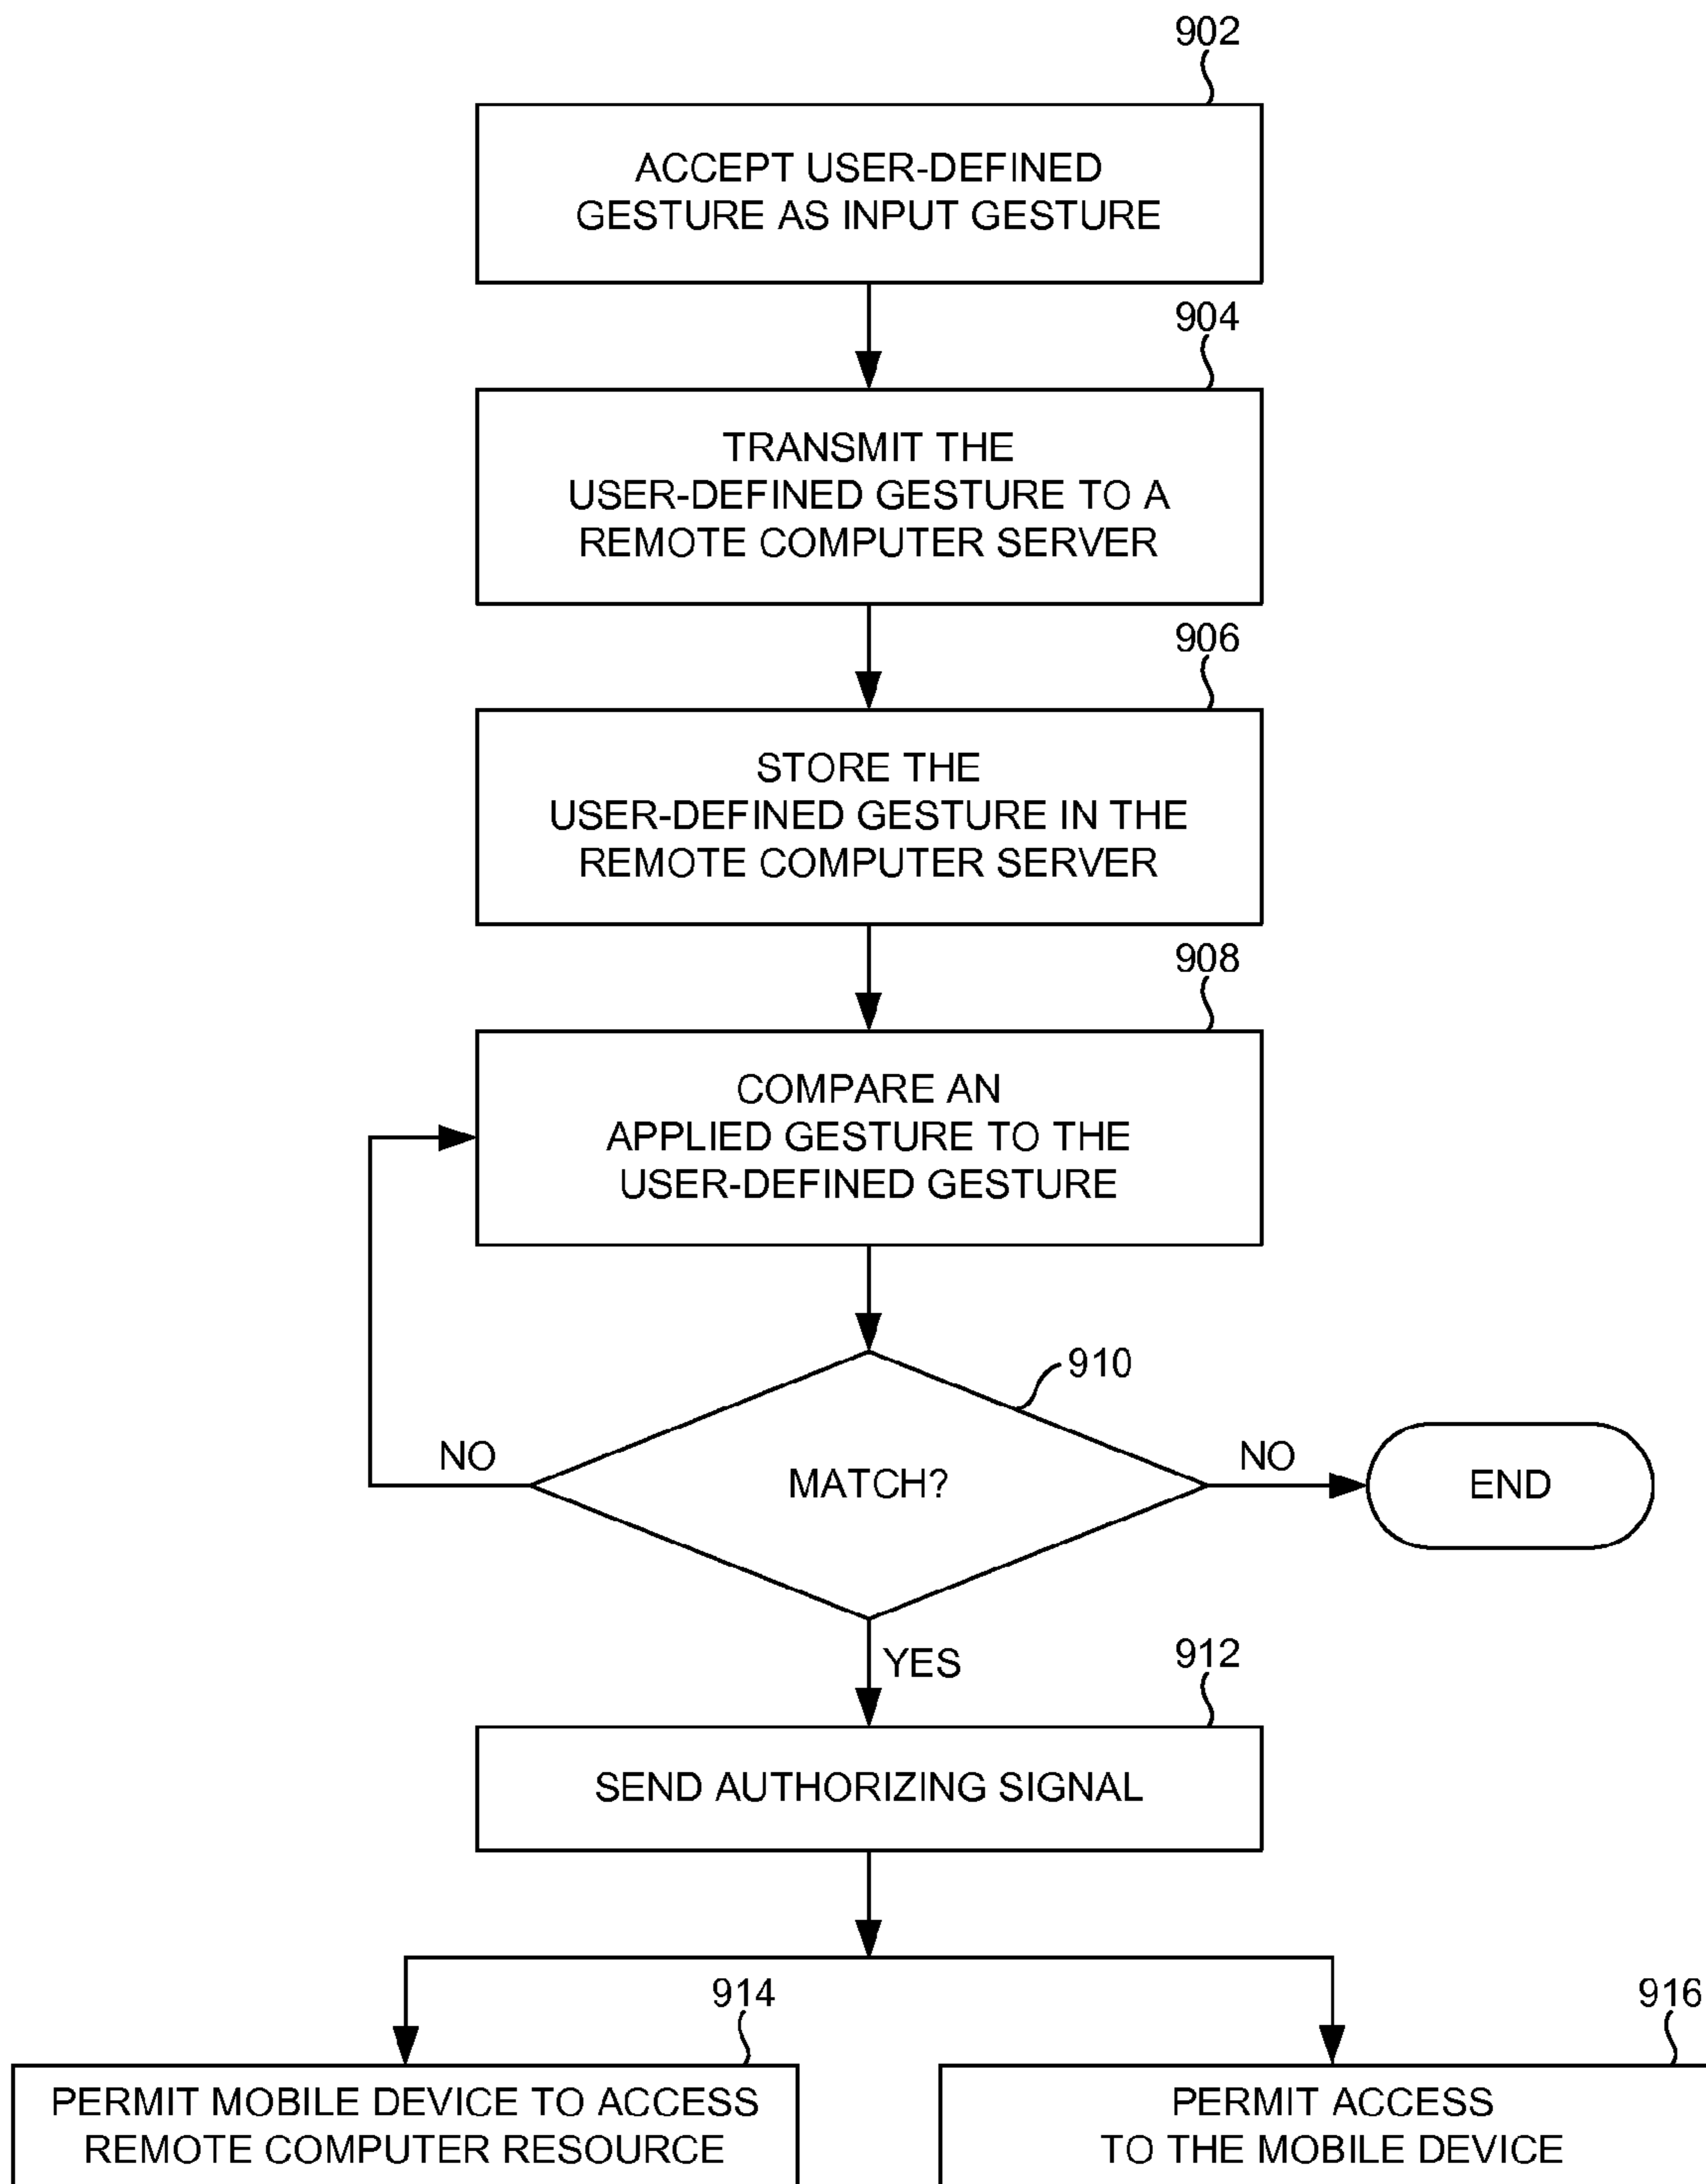 902
ACCEPT USER-DEFINED
GESTURE AS INPUT GESTURE
904
TRANSMIT THE
USER-DEFINED GESTURE TO A
REMOTE COMPUTER SERVER
906
STORE THE
USER-DEFINED GESTURE IN THE
REMOTE COMPUTER SERVER
908
COMPARE AN
APPLIED GESTURE TO THE
USER-DEFINED GESTURE
910
NO
MATCH?
NO
END
YES
912
SEND AUTHORIZING SIGNAL
914
PERMIT MOBILE DEVICE TO ACCESS
REMOTE COMPUTER RESOURCE
916
PERMIT ACCESS
TO THE MOBILE DEVICE